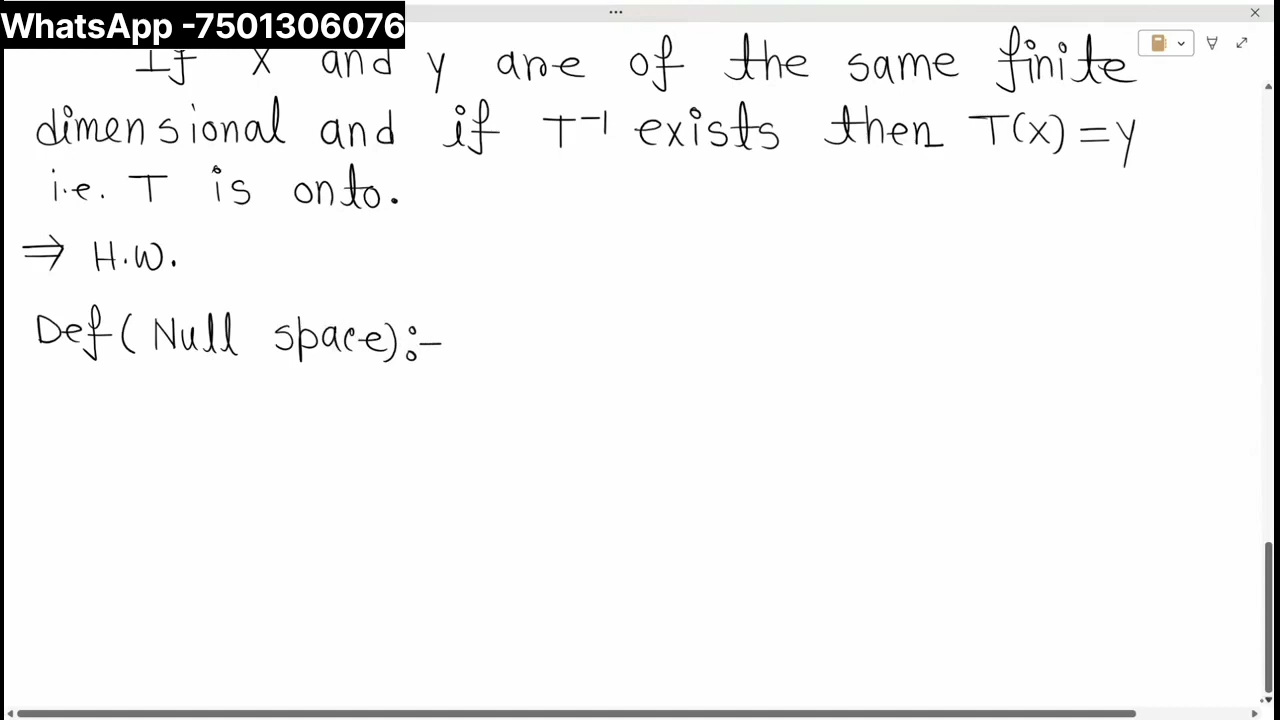 WhatsApp -7501306076
If X and Y are of the same finite
dimensional and if T⁻¹ exists then T(X) = Y
i.e. T is onto.
⇒ H.W.
Def( Null space):-